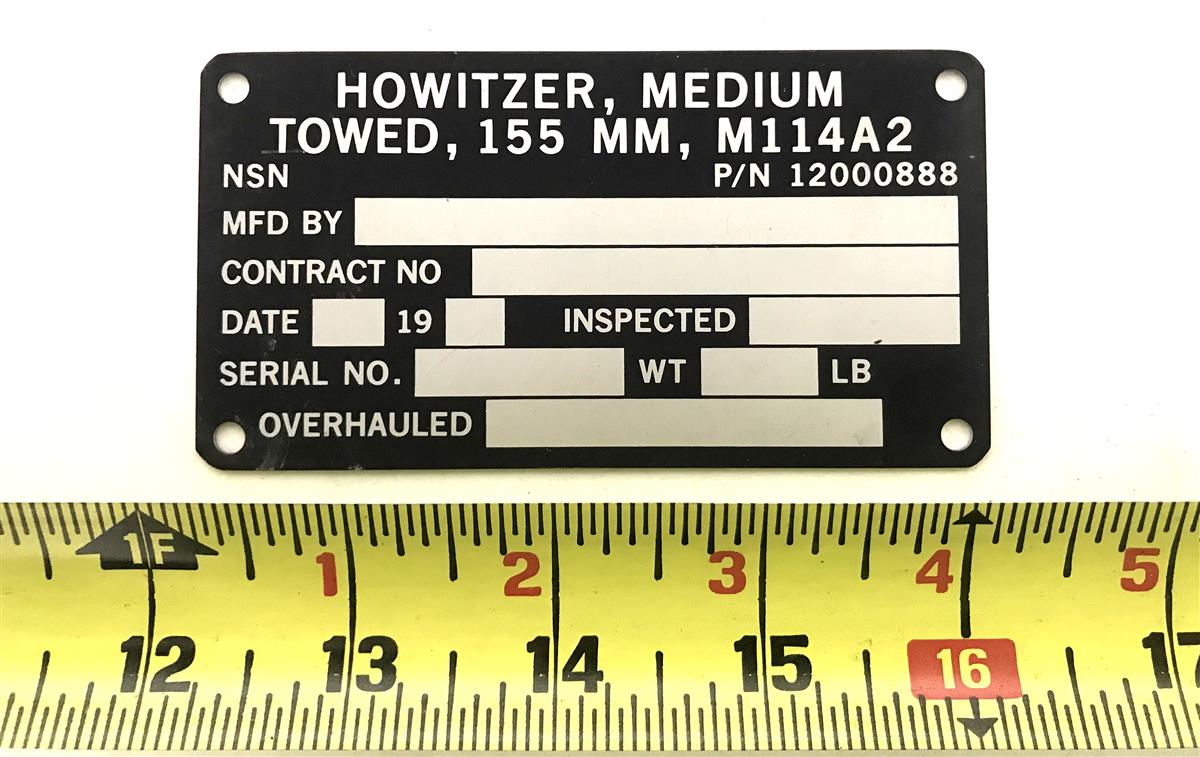 HOWITZER, MEDIUM
TOWED, 155 MM, M114A2
NSN P/N 12000888
MFD BY
CONTRACT NO
DATE 19 INSPECTED
SERIAL NO. WT LB
OVERHAULED
1F 1 2 3 4 5
12 13 14 15 16 17